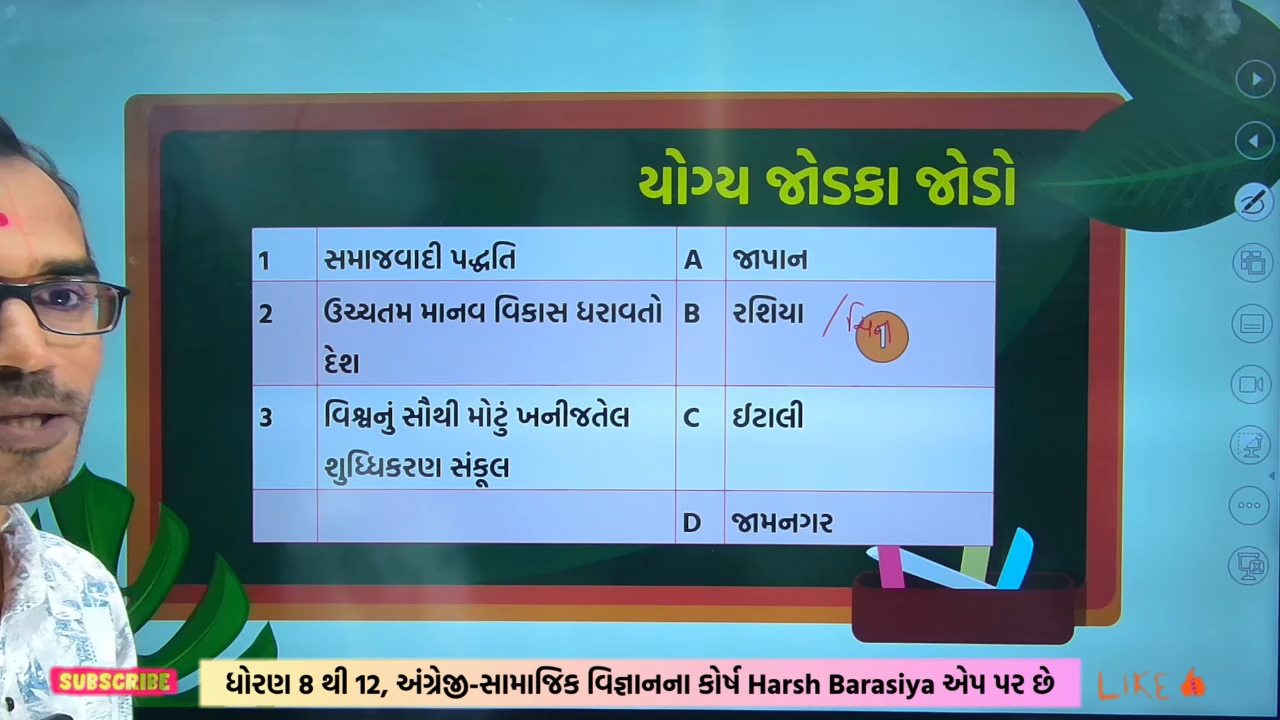 યોગ્ય જોડકા જોડો
1 સમાજવાદી પદ્ધતિ A જાપાન
2 ઉચ્ચતમ માનવ વિકાસ ધરાવતો B રશિયા /ચિન 1
દેશ
3 વિશ્વનું સૌથી મોટું ખનીજતેલ C ઈટાલી
શુધ્ધિકરણ સંકૂલ
D જામનગર
SUBSCRIBE ધોરણ 8 થી 12, અંગ્રેજી-સામાજિક વિજ્ઞાનના કોર્ષ Harsh Barasiya એપ પર છે LIKE